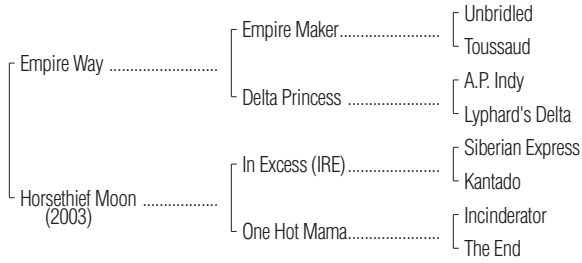 Unbridled
Empire Maker
Toussaud
Empire Way
A.P. Indy
Delta Princess
Lyphard's Delta
Siberian Express
In Excess (IRE)
Kantado
Horsethief Moon
(2003)
Incinderator
One Hot Mama
The End